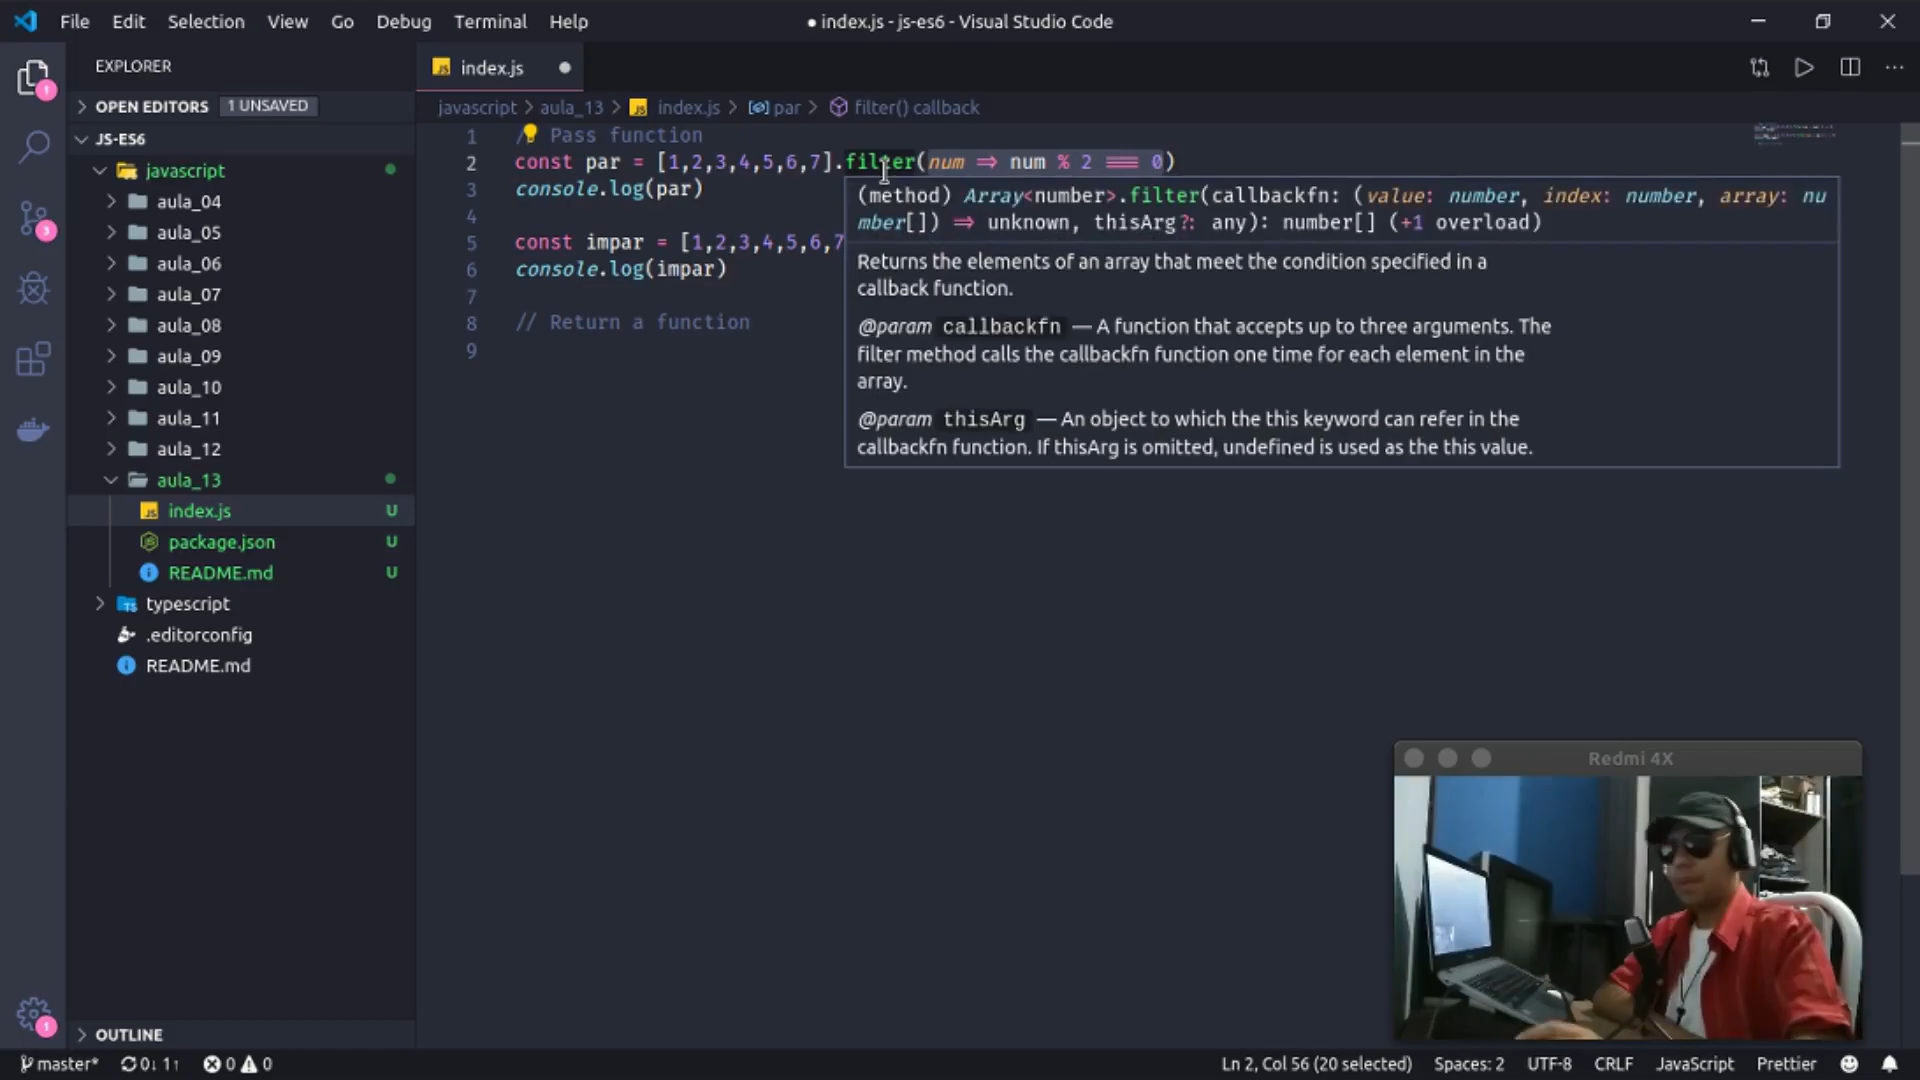 File Edit Selection View Go Debug Terminal Help
● index.js - js-es6 - Visual Studio Code
EXPLORER
OPEN EDITORS 1 UNSAVED
JS-ES6
javascript
aula_04
aula_05
aula_06
aula_07
aula_08
aula_09
aula_10
aula_11
aula_12
aula_13
index.js U
package.json U
README.md U
typescript
.editorconfig
README.md
OUTLINE
index.js
javascript > aula_13 > index.js > par > filter() callback
1 / Pass function
2 const par = [1,2,3,4,5,6,7].filter(num => num % 2 === 0)
3 console.log(par)
4
5 const impar = [1,2,3,4,5,6,7
6 console.log(impar)
7
8 // Return a function
9
(method) Array<number>.filter(callbackfn: (value: number, index: number, array: nu
mber[]) => unknown, thisArg?: any): number[] (+1 overload)
Returns the elements of an array that meet the condition specified in a
callback function.
@param callbackfn — A function that accepts up to three arguments. The
filter method calls the callbackfn function one time for each element in the
array.
@param thisArg — An object to which the this keyword can refer in the
callbackfn function. If thisArg is omitted, undefined is used as the this value.
1
3
1
Redmi 4X
master* 0↓ 1↑ 0 0
Ln 2, Col 56 (20 selected) Spaces: 2 UTF-8 CRLF JavaScript Prettier